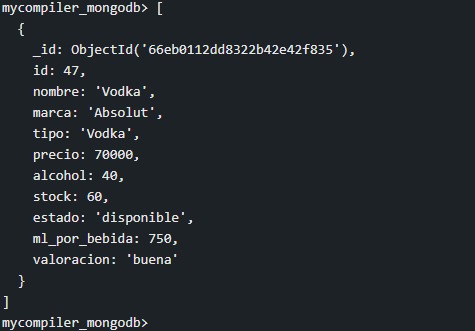 mycompiler_mongodb> [
  {
    _id: ObjectId('66eb0112dd8322b42e42f835'),
    id: 47,
    nombre: 'Vodka',
    marca: 'Absolut',
    tipo: 'Vodka',
    precio: 70000,
    alcohol: 40,
    stock: 60,
    estado: 'disponible',
    ml_por_bebida: 750,
    valoracion: 'buena'
  }
]
mycompiler_mongodb>